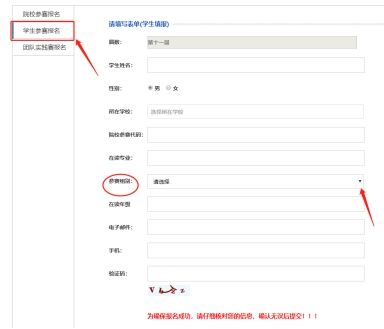 院校参赛报名
学生参赛报名
团队实践赛报名
请填写表单(学生填报)
届数： 第十一届
学生姓名：
性别： 男 女
所在学校： 选择所在学校
院校参赛代码：
在读专业：
参赛组别： 请选择
在读年级
电子邮件：
手机：
验证码：
为确保报名成功，请仔细核对您的信息，确认无误后提交！！！